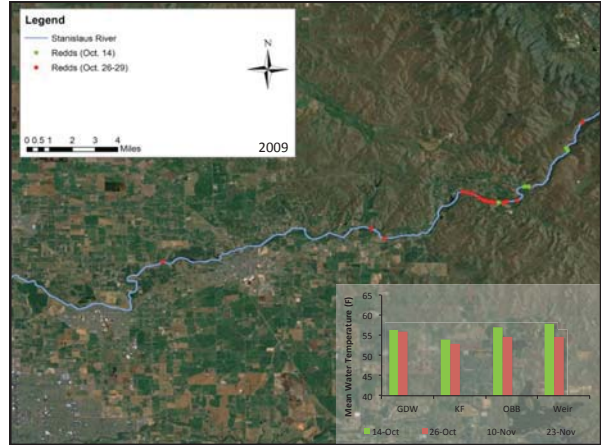 Legend
Stanislaus River
Redds (Oct. 14)
Redds (Oct. 26-29)
N
0 0.5 1 2 3 4
Miles
2009
Mean Water Temperature (F)
65
60
55
50
45
40
GDW KF OBB Weir
14-Oct 26-Oct 10-Nov 23-Nov